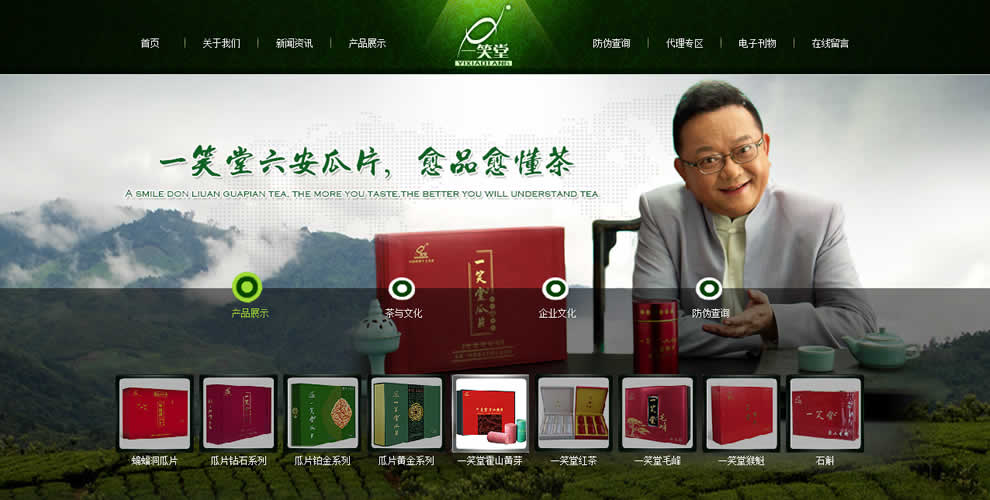 首页 关于我们 新闻资讯 产品展示 一笑堂 防伪查询 代理专区 电子刊物 在线留言
YIXIAOTANG
一笑堂六安瓜片，愈品愈懂茶
A SMILE DON LIUAN GUAPIAN TEA, THE MORE YOU TASTE,THE BETTER YOU WILL UNDERSTAND TEA
一笑堂瓜片
产品展示 茶与文化 企业文化 防伪查询
蝙蝠洞瓜片 瓜片钻石系列 瓜片铂金系列 瓜片黄金系列 一笑堂霍山黄芽 一笑堂红茶 一笑堂毛峰 一笑堂猴魁 石斛